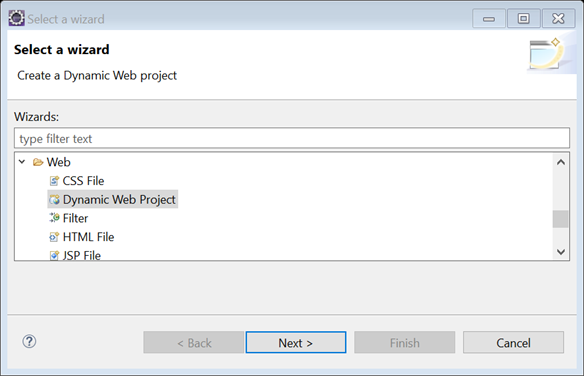 Select a wizard
Select a wizard
Create a Dynamic Web project
Wizards:
type filter text
Web
CSS File
Dynamic Web Project
Filter
HTML File
JSP File
? < Back Next > Finish Cancel